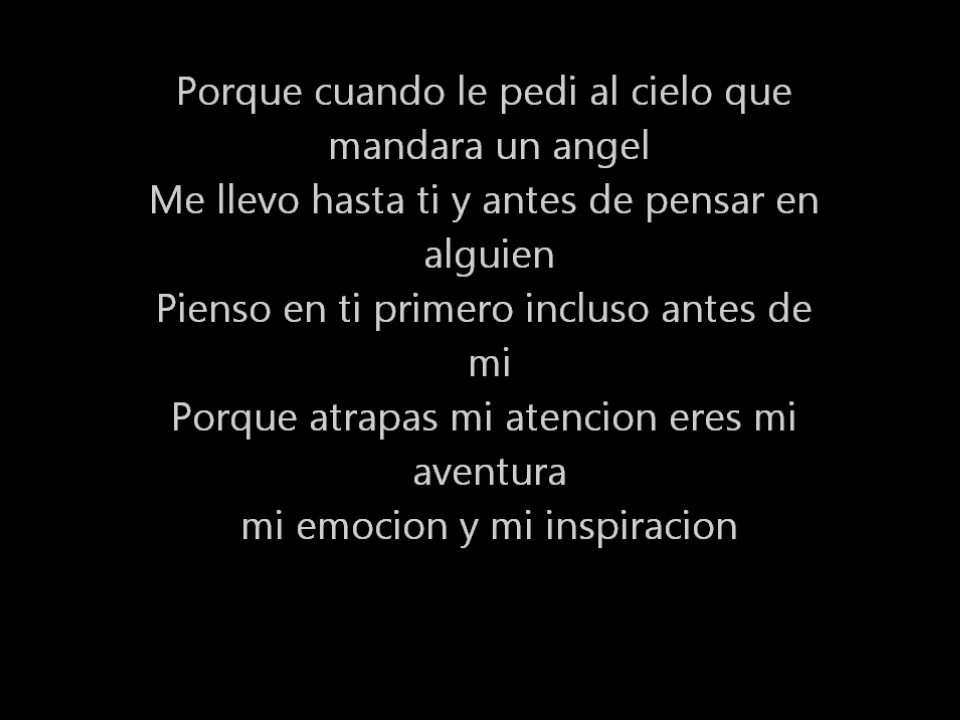 Porque cuando le pedi al cielo que
mandara un angel
Me llevo hasta ti y antes de pensar en
alguien
Pienso en ti primero incluso antes de
mi
Porque atrapas mi atencion eres mi
aventura
mi emocion y mi inspiracion